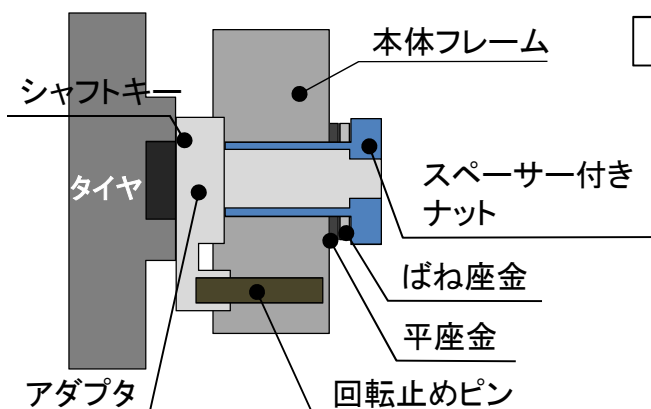 本体フレーム
シャフトキー
タイヤ
スペーサー付き
ナット
ばね座金
平座金
アダプタ
回転止めピン